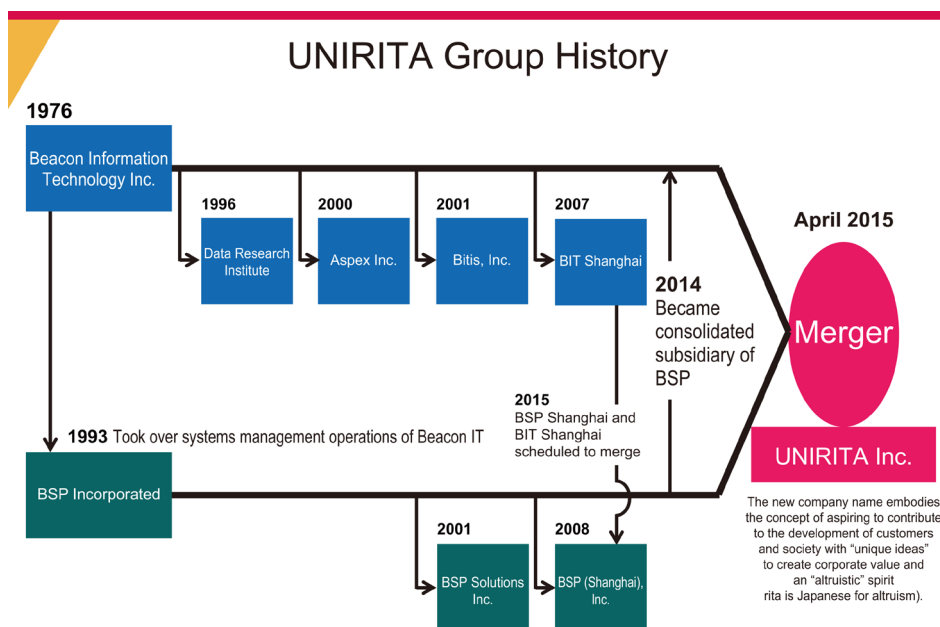 UNIRITA Group History
1976
Beacon Information
Technology Inc.
1996
Data Research
Institute
2000
Aspex Inc.
2001
Bitis, Inc.
2007
BIT Shanghai
2014
Became
consolidated
subsidiary of
BSP
April 2015
Merger
UNIRITA Inc.
The new company name embodies
the concept of aspiring to contribute
to the development of customers
and society with “unique ideas”
to create corporate value and
an “altruistic” spirit
rita is Japanese for altruism).
2015
BSP Shanghai and
BIT Shanghai
scheduled to merge
1993 Took over systems management operations of Beacon IT
BSP Incorporated
2001
BSP Solutions
Inc.
2008
BSP (Shanghai),
Inc.